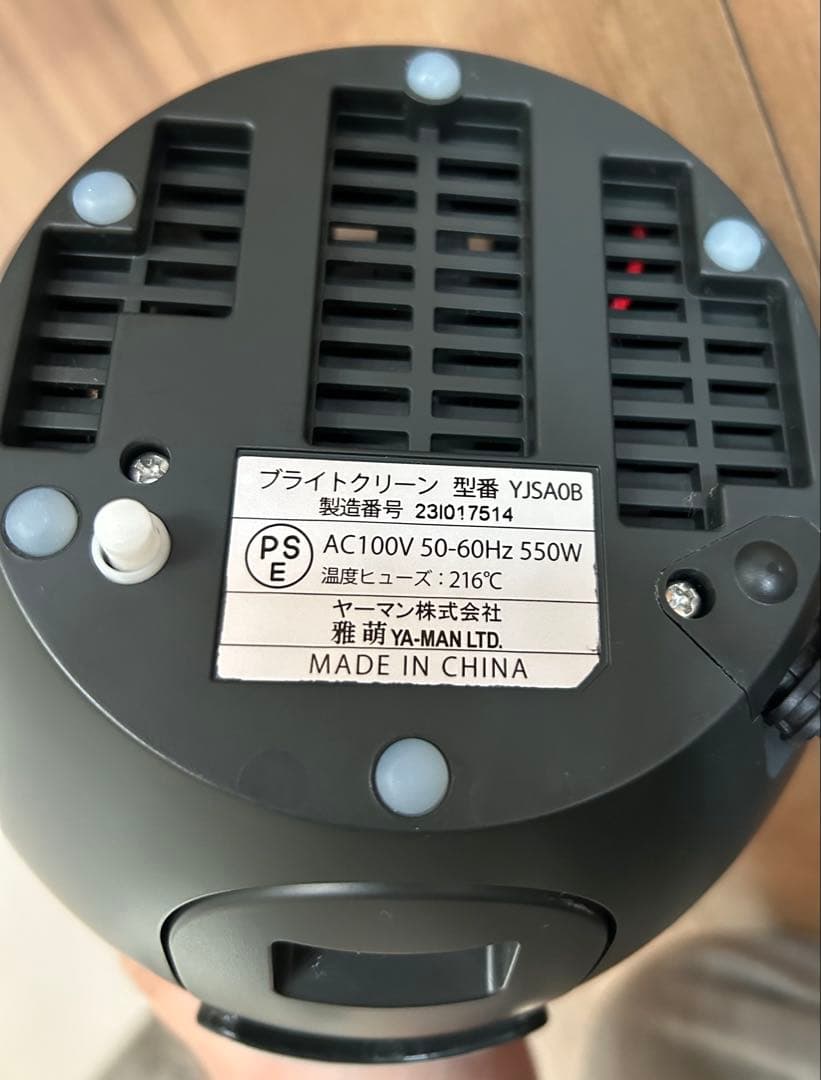 ブライトクリーン 型番 YJSA0B
製造番号 23I017514
PSE AC100V 50-60Hz 550W
温度ヒューズ:216℃
ヤーマン株式会社
雅萌 YA-MAN LTD.
MADE IN CHINA